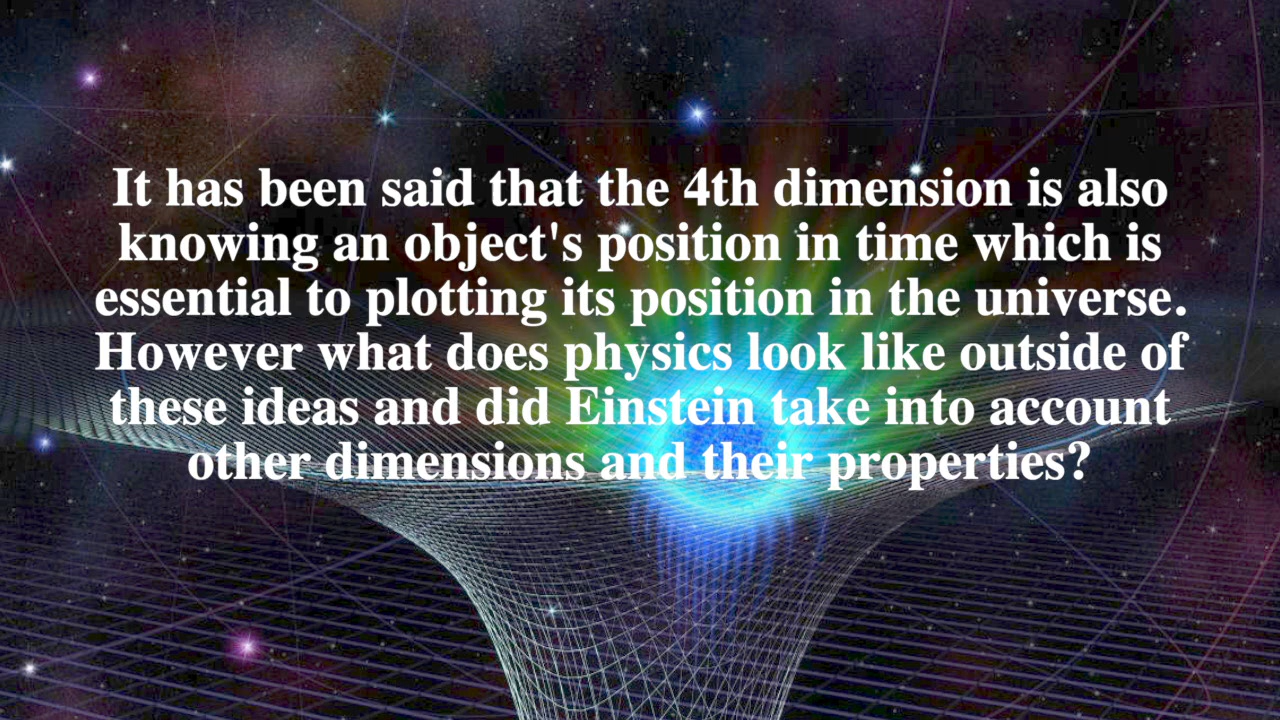 It has been said that the 4th dimension is also
knowing an object's position in time which is
essential to plotting its position in the universe.
However what does physics look like outside of
these ideas and did Einstein take into account
other dimensions and their properties?